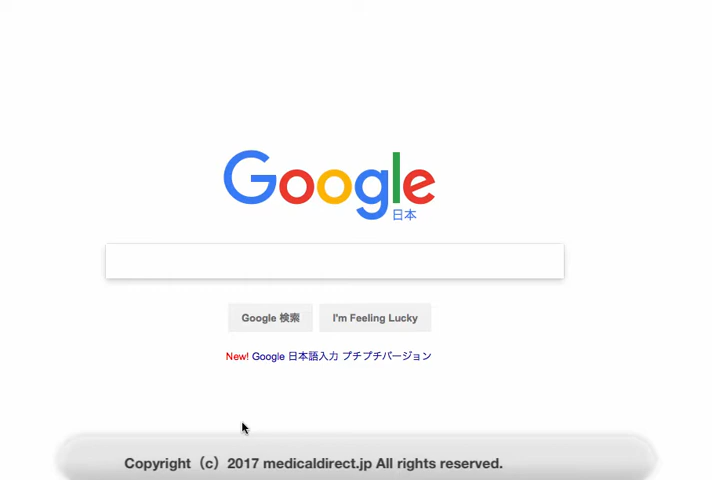 Google
日本
Google 検索 I'm Feeling Lucky
New! Google 日本語入力 プチプチバージョン
Copyright（c）2017 medicaldirect.jp All rights reserved.